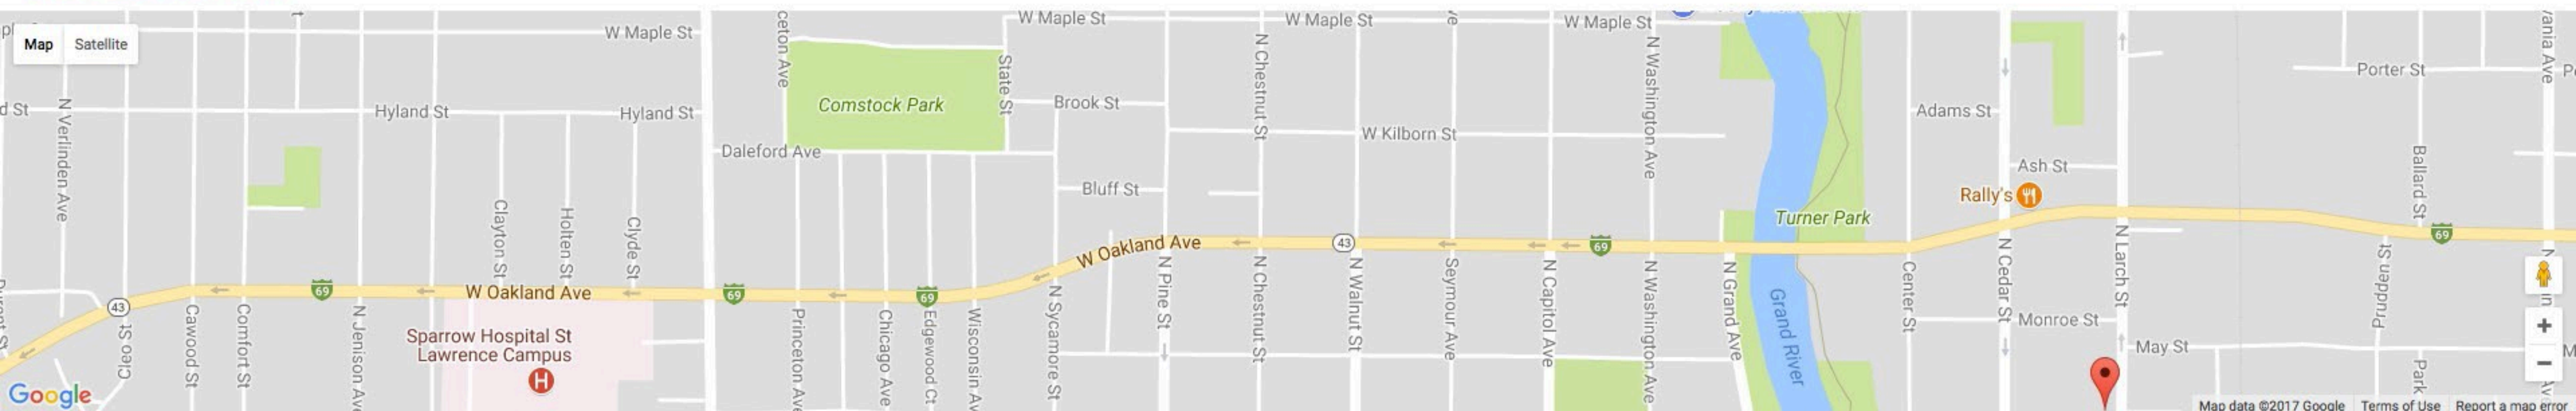 Map
Satellite
W Maple St
W Maple St
W Maple St
W Maple St
ceton Ave
State St
N Chestnut St
N Washington Ave
Comstock Park
Brook St
Hyland St
Hyland St
d St
N Verlinden Ave
W Kilborn St
Adams St
Porter St
Daleford Ave
Ash St
Ballard St
Bluff St
Rally's
Turner Park
Clayton St
Holten St
Clyde St
W Oakland Ave
W Oakland Ave
43
69
69
69
69
43
69
Cleo St
Cawood St
Comfort St
N Jenison Ave
Sparrow Hospital St
Lawrence Campus
H
Princeton Ave
Chicago Ave
Edgewood Ct
Wisconsin Av
N Sycamore St
N Pine St
N Chestnut St
N Walnut St
Seymour Ave
N Capitol Ave
N Washington Ave
N Grand Ave
Grand River
Center St
N Cedar St
N Larch St
Monroe St
May St
Prudden St
Park
vania Ave
Google
Map data ©2017 Google
Terms of Use
Report a map error